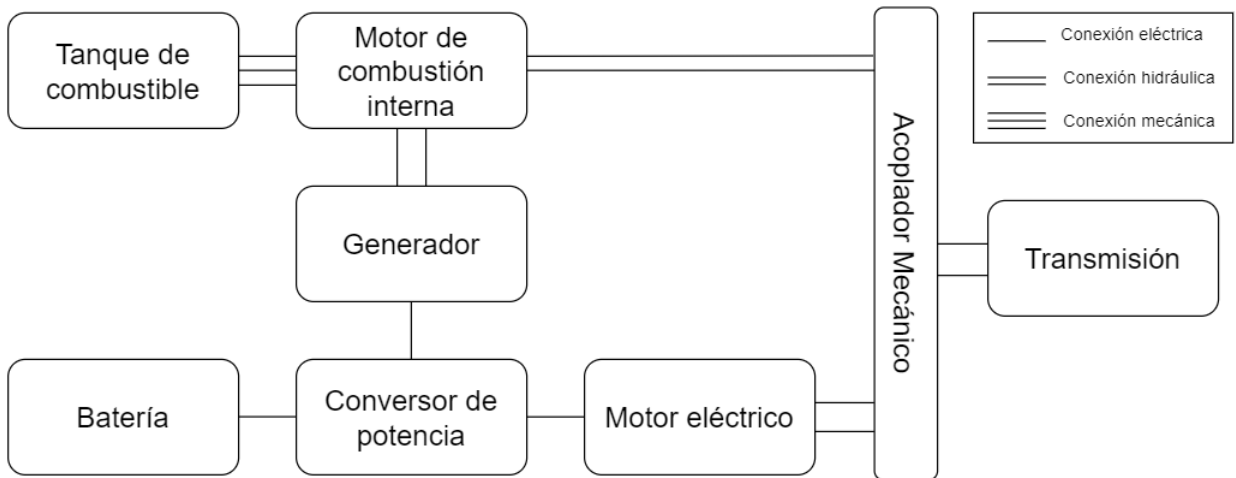 Tanque de
combustible
Motor de
combustión
interna
Acoplador Mecánico
Conexión eléctrica
Conexión hidráulica
Conexión mecánica
Generador
Transmisión
Batería
Conversor de
potencia
Motor eléctrico